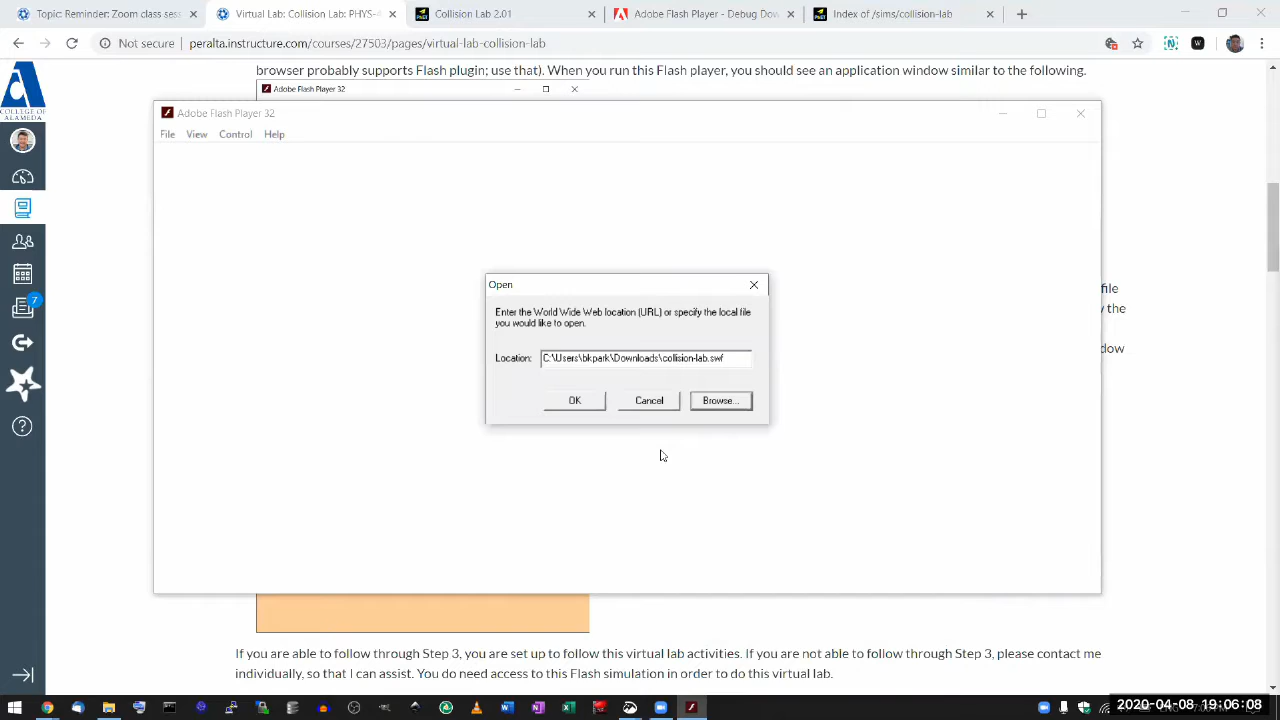 Topic: Reminder: Zoom class sessi
Virtual Lab: Collision Lab: PHYS-4
PhET
Collision Lab 2.01
Adobe Flash Player - Debug Dow
PhET
Index of /sims/collision-lab
Not secure
peralta.instructure.com/courses/27503/pages/virtual-lab-collision-lab
browser probably supports Flash plugin; use that). When you run this Flash player, you should see an application window similar to the following.
Adobe Flash Player 32
Adobe Flash Player 32
File View Control Help
COLLEGE OF
ALAMEDA
7
Open
Enter the World Wide Web location (URL) or specify the local file
you would like to open.
Location: C:\Users\bkpark\Downloads\collision-lab.swf
OK Cancel Browse...
file
the
dow
If you are able to follow through Step 3, you are set up to follow this virtual lab activities. If you are not able to follow through Step 3, please contact me
individually, so that I can assist. You do need access to this Flash simulation in order to do this virtual lab.
2020-04-08 19:06:08